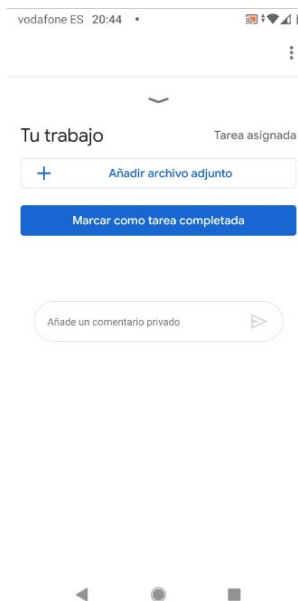 vodafone ES 20:44
Tu trabajo
Tarea asignada
+ Añadir archivo adjunto
Marcar como tarea completada
Añade un comentario privado